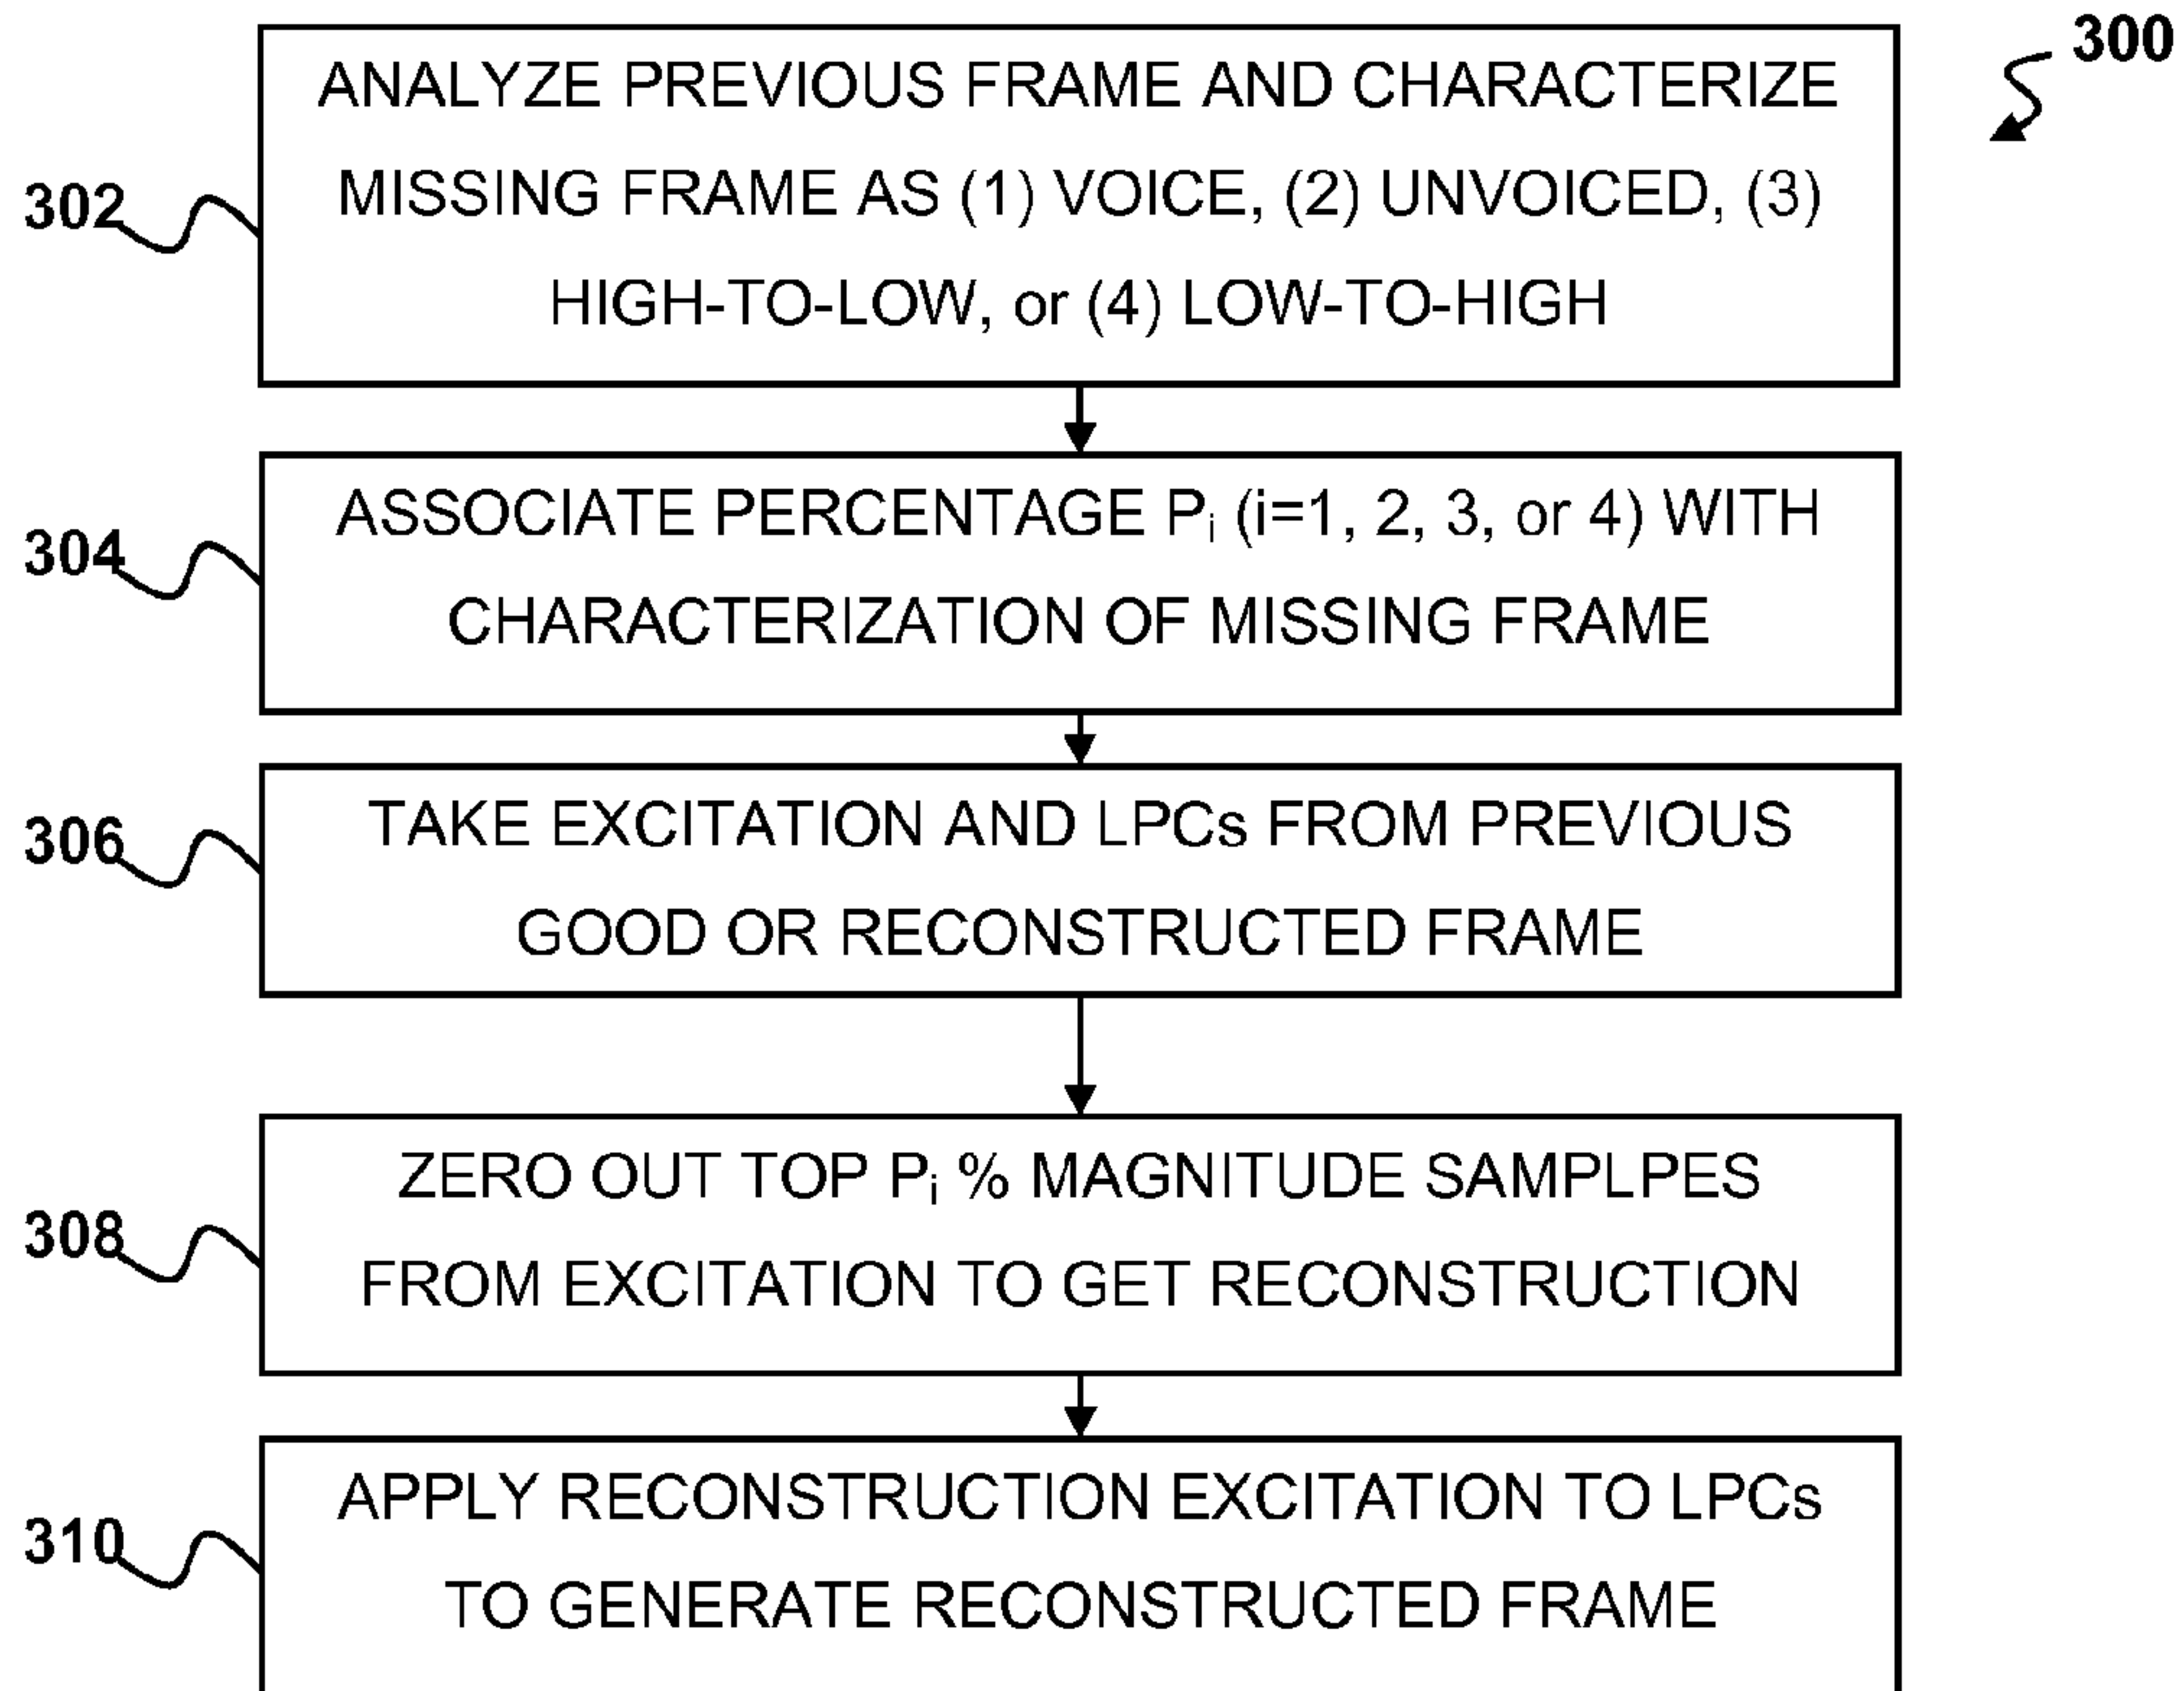 300
ANALYZE PREVIOUS FRAME AND CHARACTERIZE
MISSING FRAME AS (1) VOICE, (2) UNVOICED, (3)
HIGH-TO-LOW, or (4) LOW-TO-HIGH
302
ASSOCIATE PERCENTAGE Pi (i=1, 2, 3, or 4) WITH
CHARACTERIZATION OF MISSING FRAME
304
TAKE EXCITATION AND LPCs FROM PREVIOUS
GOOD OR RECONSTRUCTED FRAME
306
ZERO OUT TOP Pi % MAGNITUDE SAMPLPES
FROM EXCITATION TO GET RECONSTRUCTION
308
APPLY RECONSTRUCTION EXCITATION TO LPCs
TO GENERATE RECONSTRUCTED FRAME
310